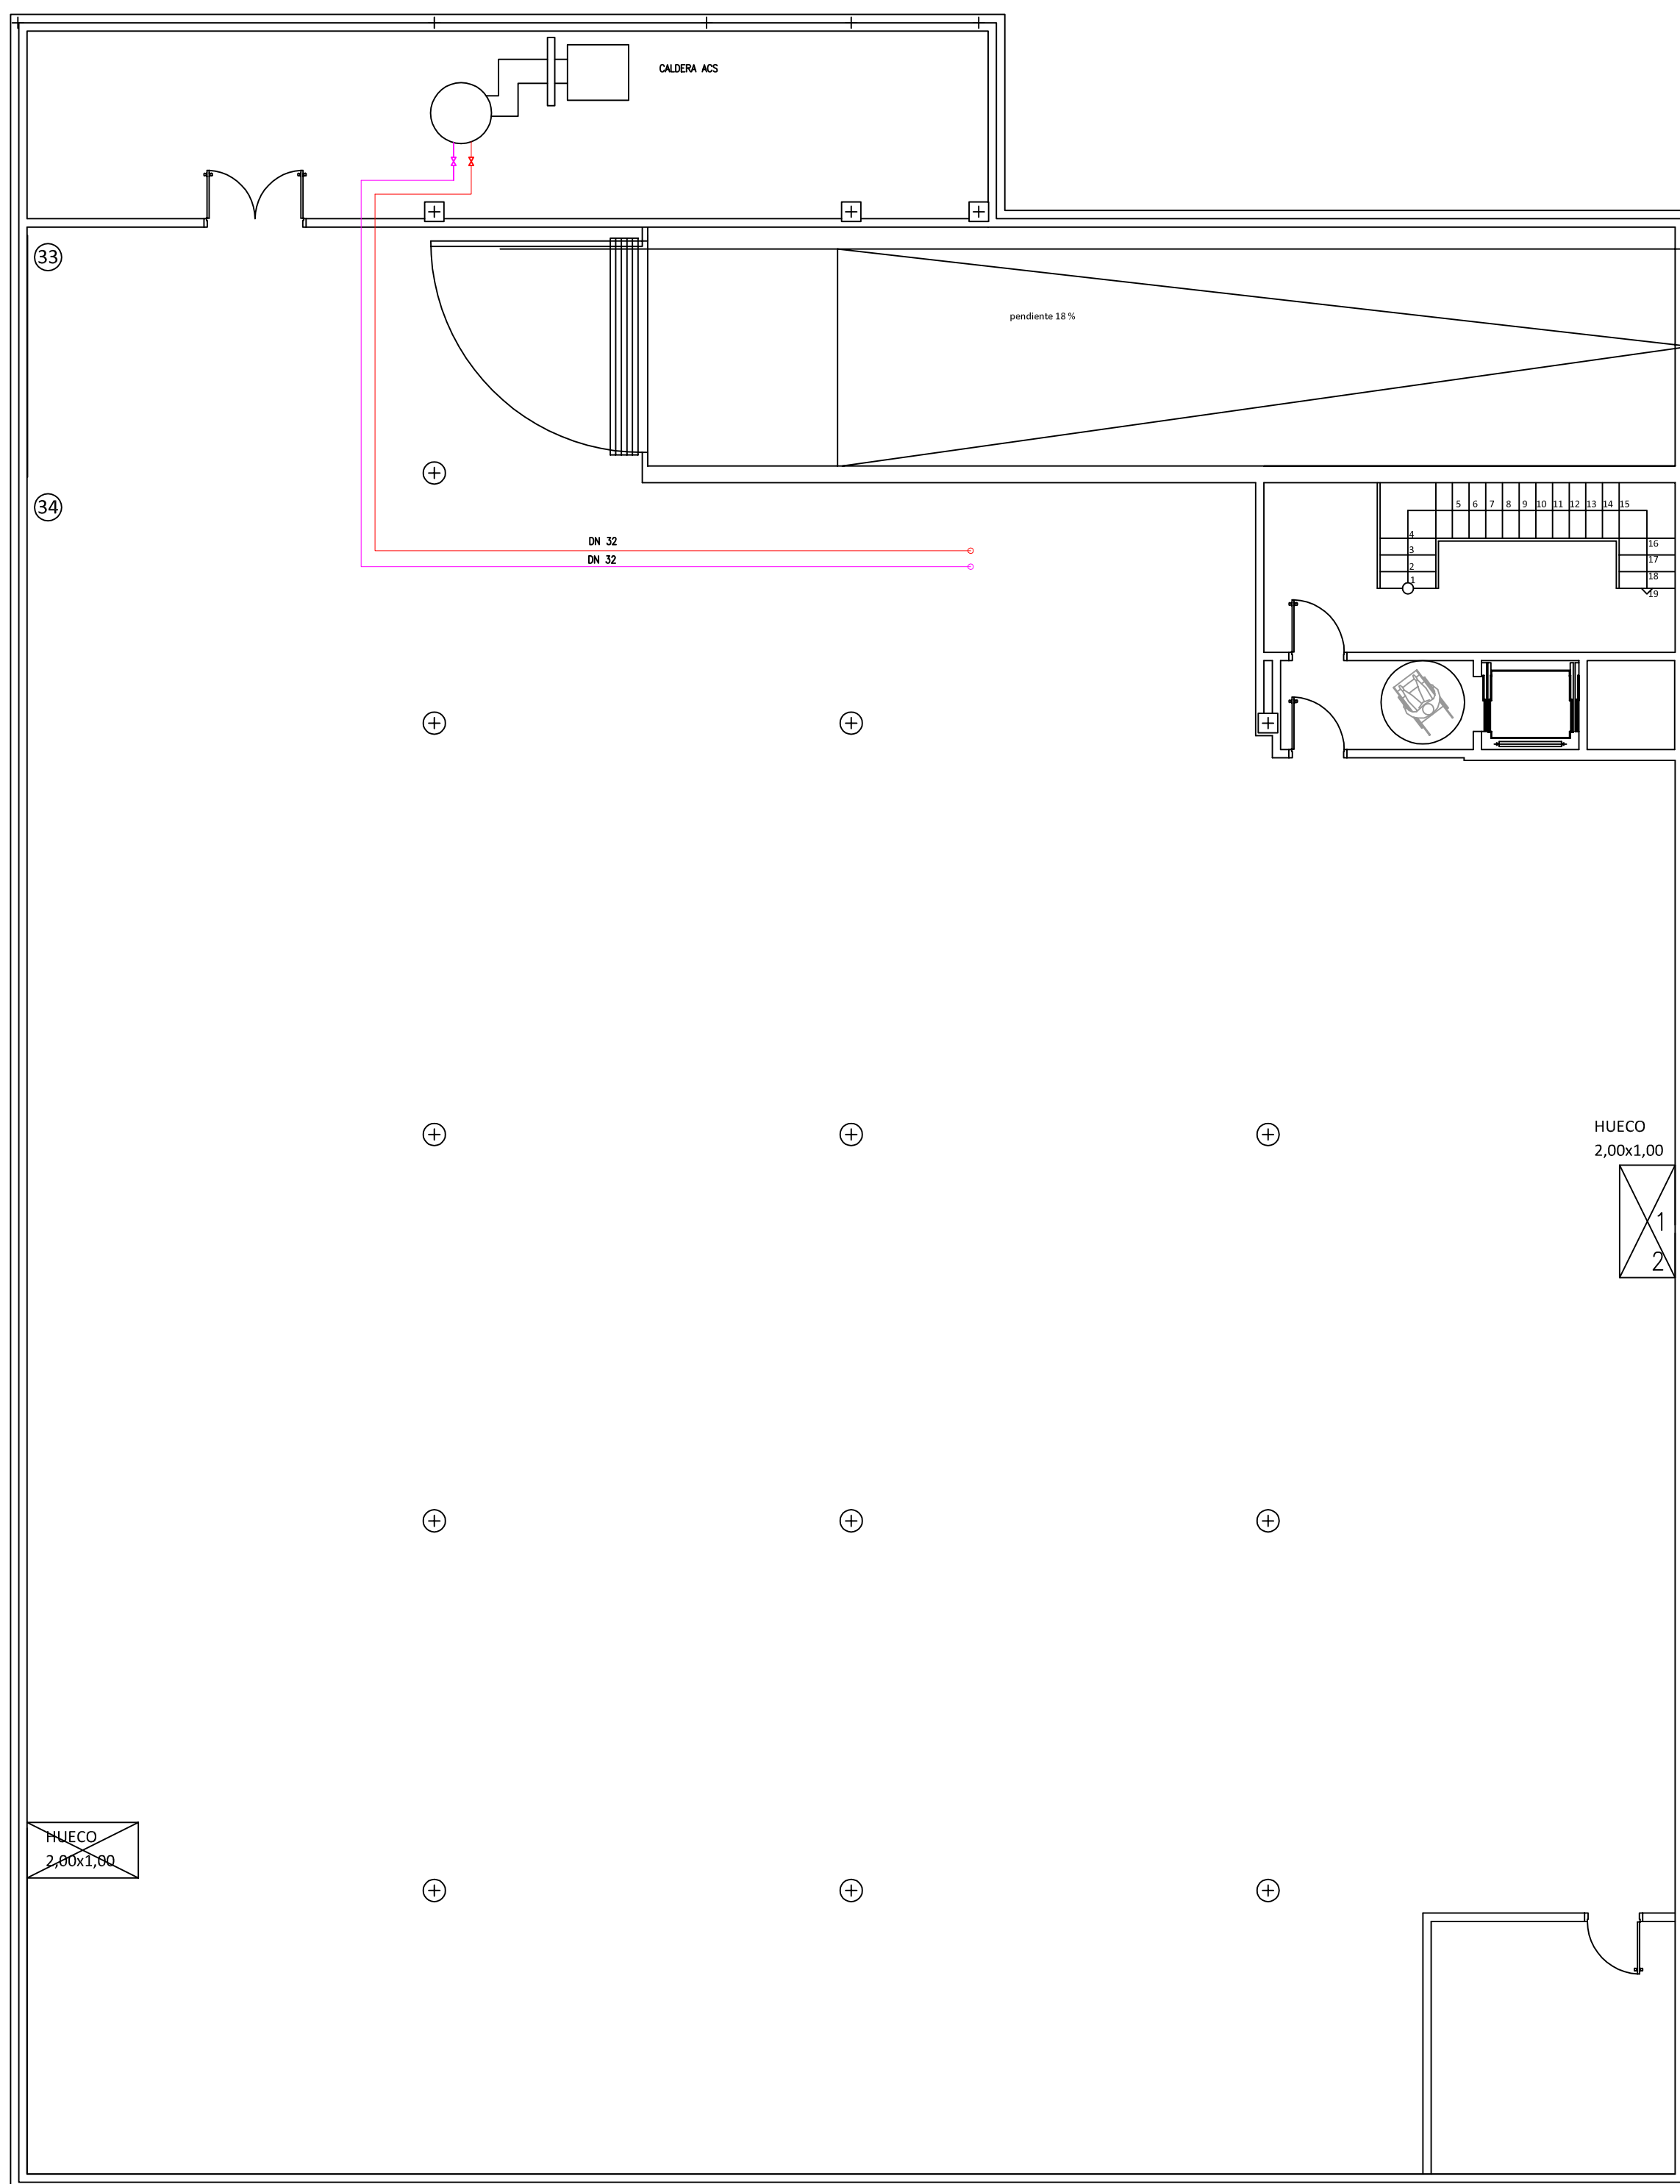 CALDERA ACS
33
pendiente 18 %
34
5 6 7 8 9 10 11 12 13 14 15
4
3
2
1
16
17
18
19
DN 32
DN 32
HUECO
2,00x1,00
1
2
HUECO
2,00x1,00